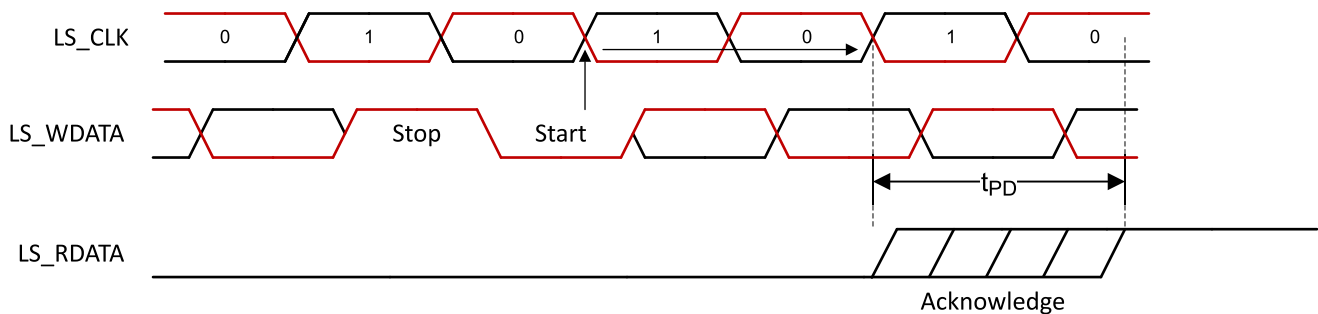 LS_CLK 0 1 0 1 0 1 0
LS_WDATA Stop Start
tPD
LS_RDATA
Acknowledge